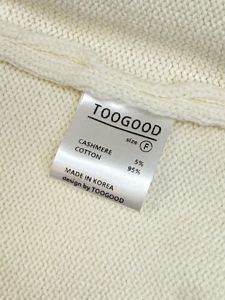 TOOGOOD
size F
CASHMERE 5%
COTTON 95%
MADE IN KOREA
design by TOOGOOD